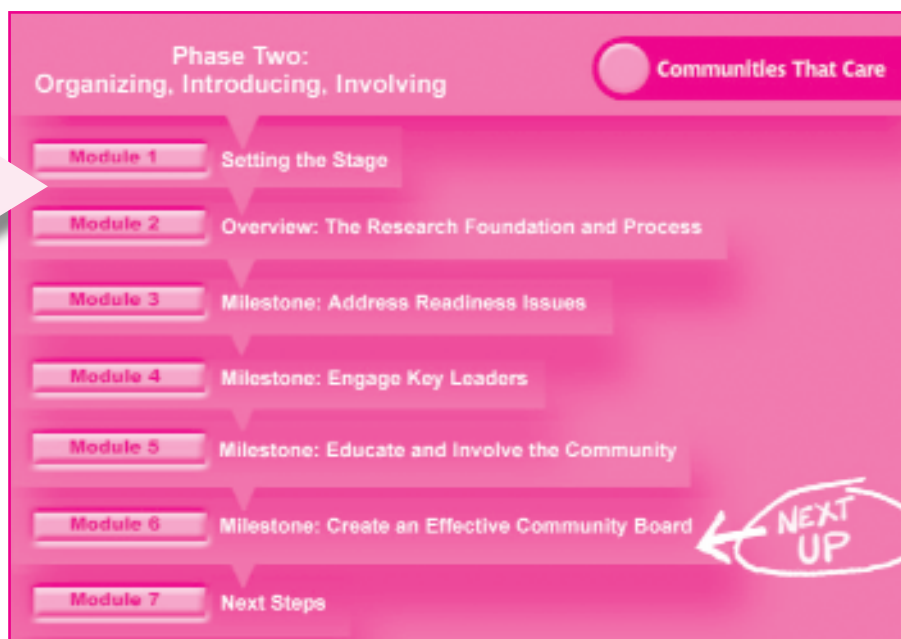 Phase Two:
Organizing, Introducing, Involving
Communities That Care
Module 1 Setting the Stage
Module 2 Overview: The Research Foundation and Process
Module 3 Milestone: Address Readiness Issues
Module 4 Milestone: Engage Key Leaders
Module 5 Milestone: Educate and Involve the Community
Module 6 Milestone: Create an Effective Community Board
NEXT
UP
Module 7 Next Steps